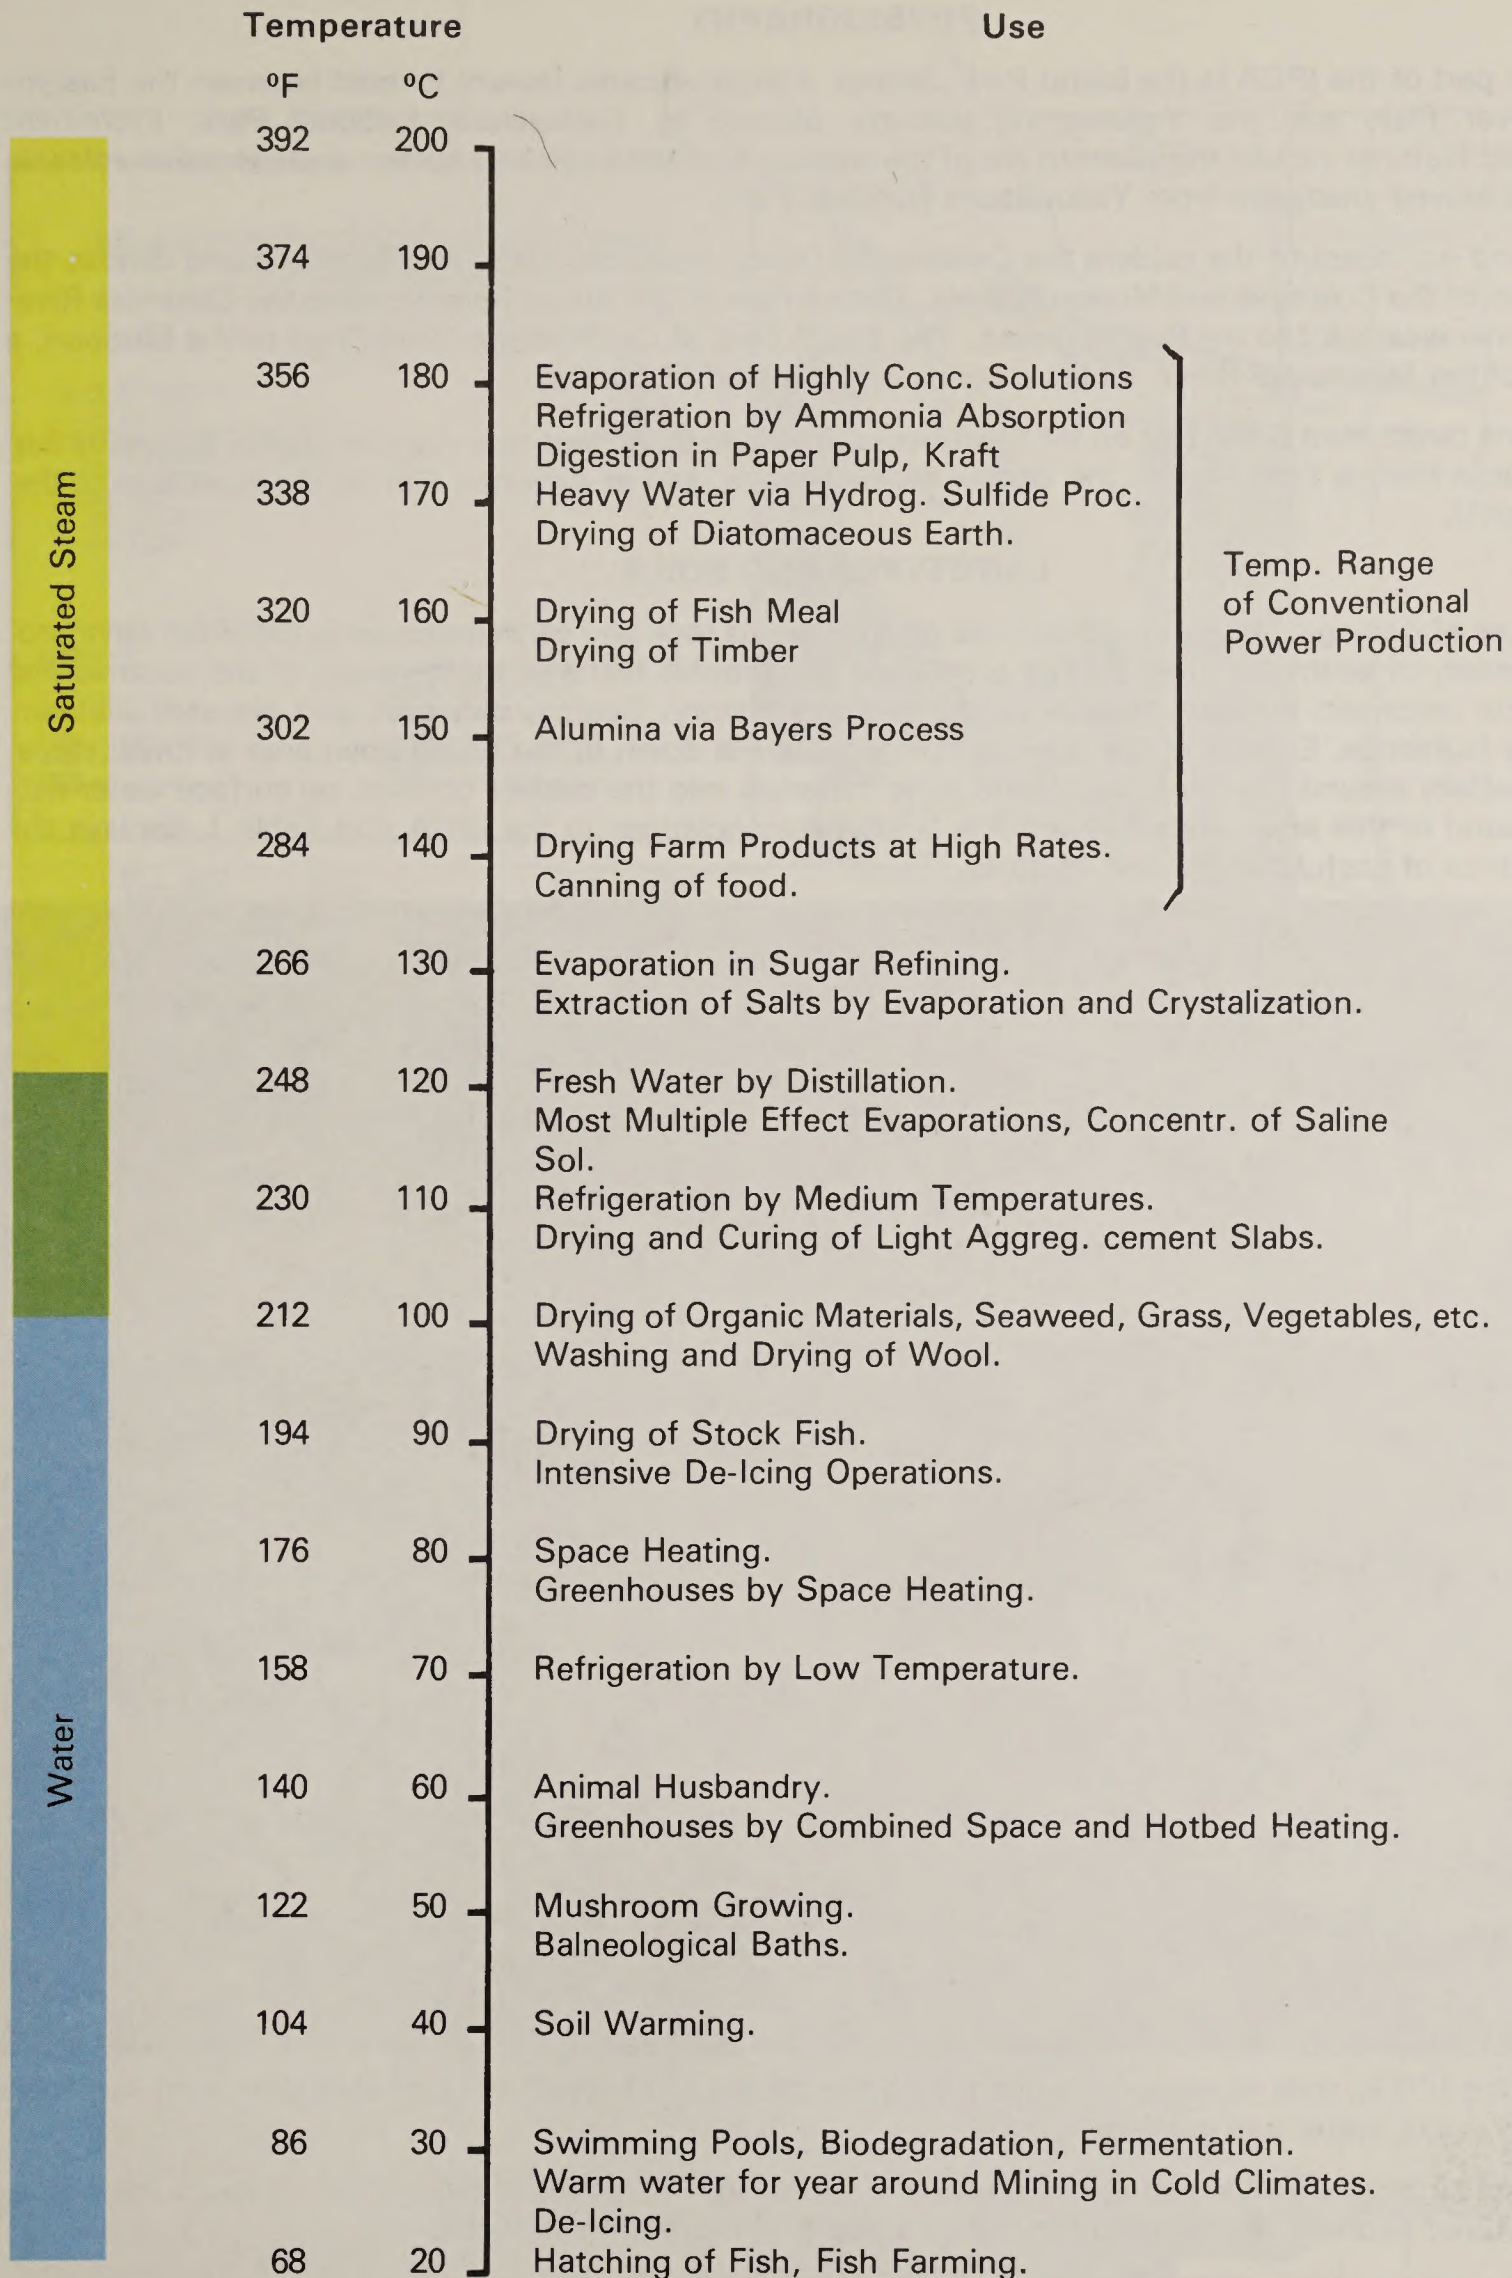 Temperature Use
°F °C
392 200
374 190
356 180 Evaporation of Highly Conc. Solutions
Refrigeration by Ammonia Absorption
Digestion in Paper Pulp, Kraft
338 170 Heavy Water via Hydrog. Sulfide Proc.
Drying of Diatomaceous Earth.
Temp. Range
of Conventional
Power Production
320 160 Drying of Fish Meal
Drying of Timber
302 150 Alumina via Bayers Process
284 140 Drying Farm Products at High Rates.
Canning of food.
266 130 Evaporation in Sugar Refining.
Extraction of Salts by Evaporation and Crystalization.
248 120 Fresh Water by Distillation.
Most Multiple Effect Evaporations, Concentr. of Saline
Sol.
230 110 Refrigeration by Medium Temperatures.
Drying and Curing of Light Aggreg. cement Slabs.
212 100 Drying of Organic Materials, Seaweed, Grass, Vegetables, etc.
Washing and Drying of Wool.
194 90 Drying of Stock Fish.
Intensive De-Icing Operations.
176 80 Space Heating.
Greenhouses by Space Heating.
158 70 Refrigeration by Low Temperature.
140 60 Animal Husbandry.
Greenhouses by Combined Space and Hotbed Heating.
122 50 Mushroom Growing.
Balneological Baths.
104 40 Soil Warming.
86 30 Swimming Pools, Biodegradation, Fermentation.
Warm water for year around Mining in Cold Climates.
De-Icing.
68 20 Hatching of Fish, Fish Farming.
Saturated Steam
Water